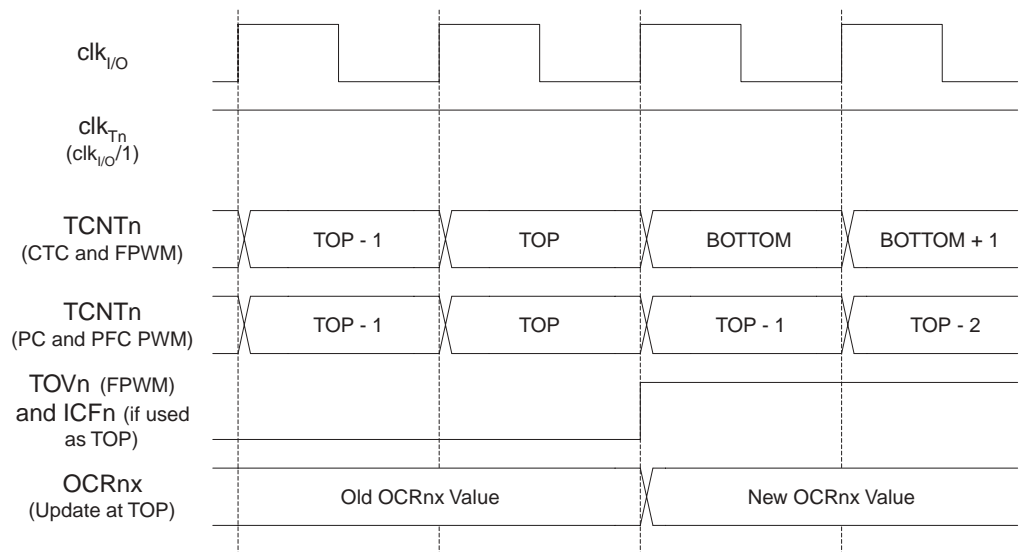 clkI/O
clkTn
(clkI/O/1)
TCNTn
(CTC and FPWM)
TOP - 1
TOP
BOTTOM
BOTTOM + 1
TCNTn
(PC and PFC PWM)
TOP - 1
TOP
TOP - 1
TOP - 2
TOVn (FPWM)
and ICFn (if used
as TOP)
OCRnx
(Update at TOP)
Old OCRnx Value
New OCRnx Value